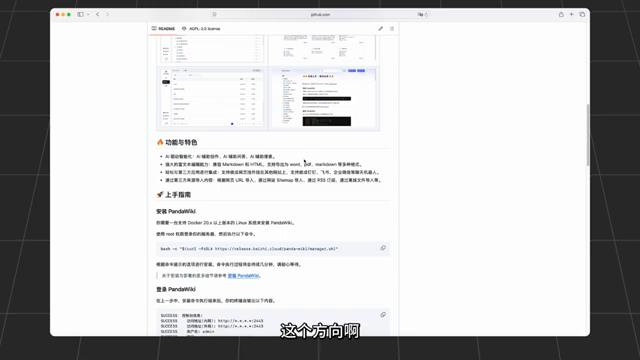 github.com
README
AGPL-3.0 license
🔥 功能与特色
AI 驱动智能化：AI 辅助创作、AI 辅助问答、AI 辅助搜索。
强大的富文本编辑能力：兼容 Markdown 和 HTML，支持导出为 word、pdf、markdown 等多种格式。
轻松与第三方应用进行集成：支持做成网页挂件挂在其他网站上，支持做成钉钉、飞书、企业微信等聊天机器人。
通过第三方来源导入内容：根据网页 URL 导入、通过网站 Sitemap 导入、通过 RSS 订阅、通过离线文件导入等。
🚀 上手指南
安装 PandaWiki
你需要一台支持 Docker 20.x 以上版本的 Linux 系统来安装 PandaWiki。
使用 root 权限登录你的服务器，然后执行以下命令。
bash -c "$(curl -fsSLk https://release.baizhi.cloud/panda-wiki/manager.sh)"
根据命令提示的选项进行安装，命令执行过程将会持续几分钟，请耐心等待。
关于安装与部署的更多细节请参考 安装 PandaWiki。
登录 PandaWiki
在上一步中，安装命令执行结束后，你的终端会输出以下内容。
SUCCESS 控制台信息:
SUCCESS 访问地址(内网): http://*.*.*.*:2443
SUCCESS 访问地址(外网): http://*.*.*.*:2443
SUCCESS 用户名: admin
这个方向啊